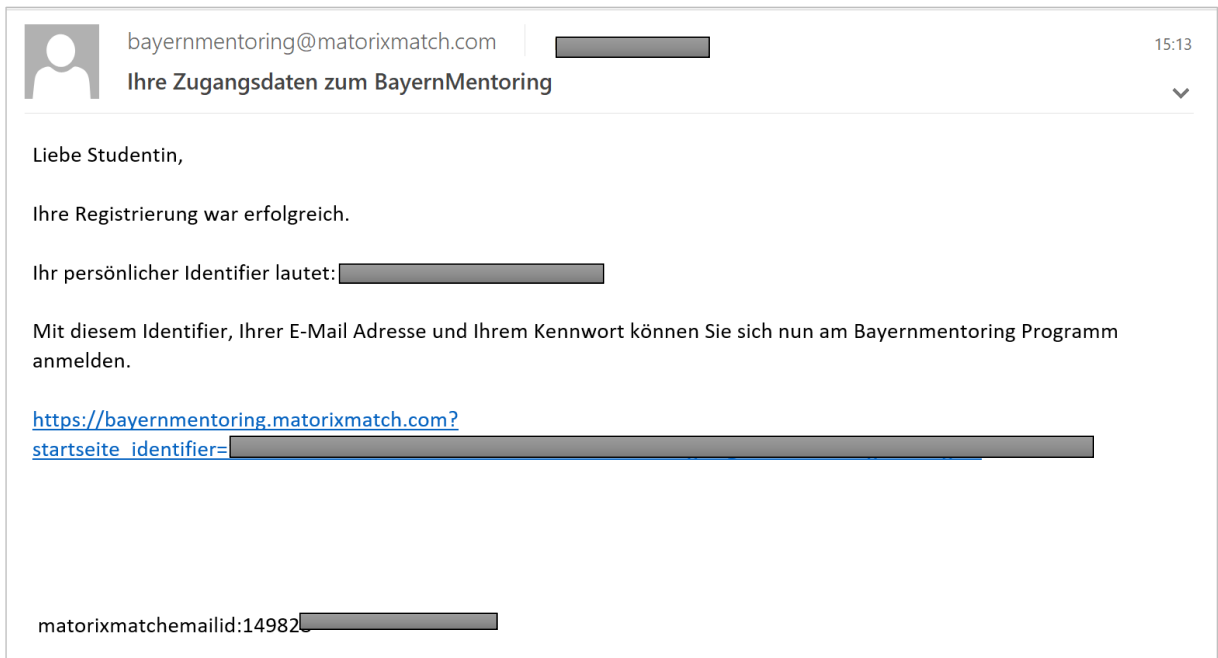 bayernmentoring@matorixmatch.com
15:13
Ihre Zugangsdaten zum BayernMentoring
Liebe Studentin,
Ihre Registrierung war erfolgreich.
Ihr persönlicher Identifier lautet:
Mit diesem Identifier, Ihrer E-Mail Adresse und Ihrem Kennwort können Sie sich nun am Bayernmentoring Programm
anmelden.
https://bayernmentoring.matorixmatch.com?
startseite_identifier=
matorixmatchemailid:14982